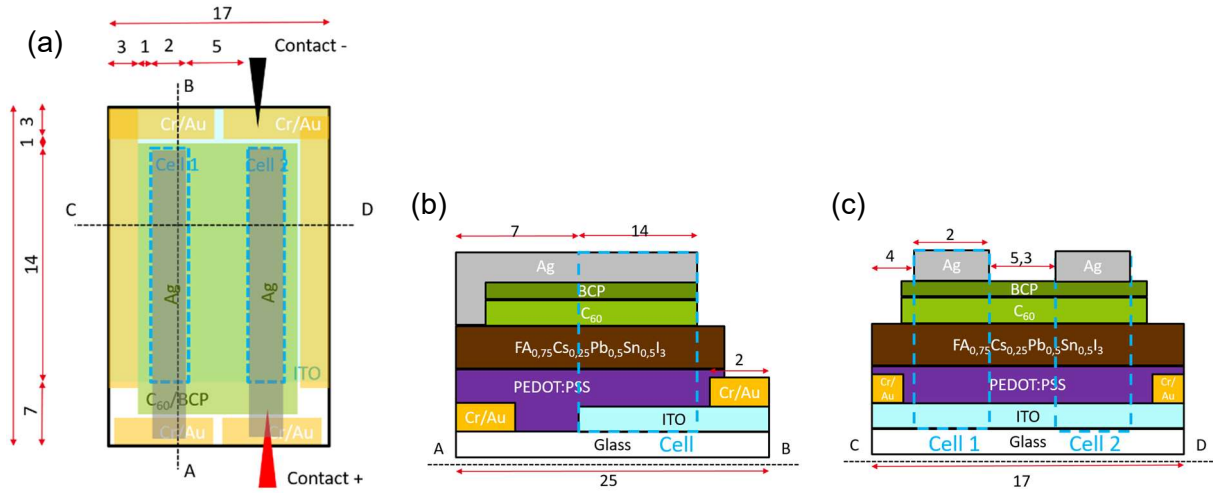 (a)
17
3 1 2 5
Contact -
B
3
1
Cr/Au Cr/Au
Cell 1 Cell 2
C D
14
Ag Ag
ITO
7
C60/BCP
Cr/Au Cr/Au
A
Contact +
(b)
7 14
Ag
BCP
C60
FA0,75Cs0,25Pb0,5Sn0,5I3
2
PEDOT:PSS
Cr/Au
Cr/Au
ITO
A Glass Cell B
25
(c)
2
4 5,3
Ag Ag
BCP
C60
FA0,75Cs0,25Pb0,5Sn0,5I3
Cr/
Au
PEDOT:PSS
Cr/
Au
ITO
C Cell 1 Glass Cell 2 D
17